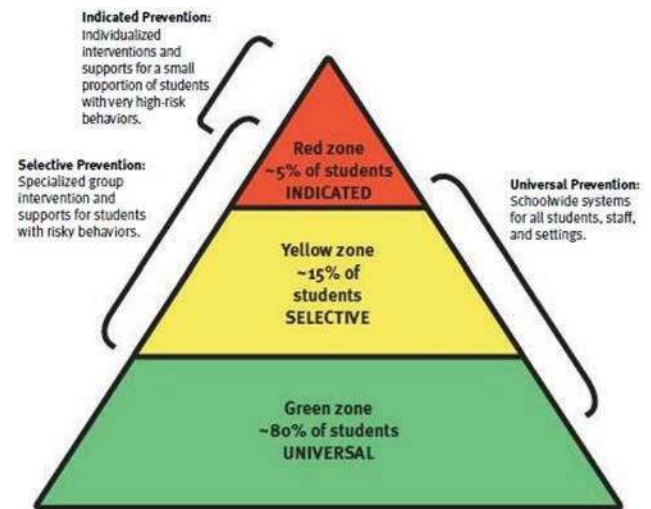 Indicated Prevention:
Individualized
interventions and
supports for a small
proportion of students
with very high-risk
behaviors.
Selective Prevention:
Specialized group
intervention and
supports for students
with risky behaviors.
Universal Prevention:
Schoolwide systems
for all students, staff,
and settings.
Red zone
~5% of students
INDICATED
Yellow zone
~15% of
students
SELECTIVE
Green zone
~80% of students
UNIVERSAL